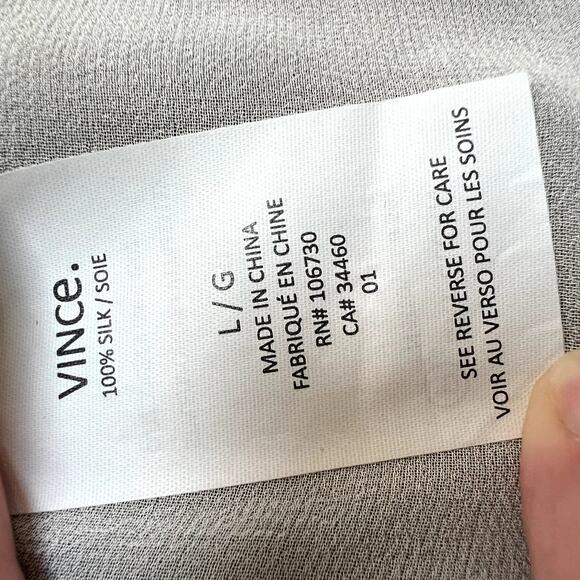 VINCE.
100% SILK / SOIE
L / G
MADE IN CHINA
FABRIQUÉ EN CHINE
RN# 106730
CA# 34460
01
SEE REVERSE FOR CARE
VOIR AU VERSO POUR LES SOINS